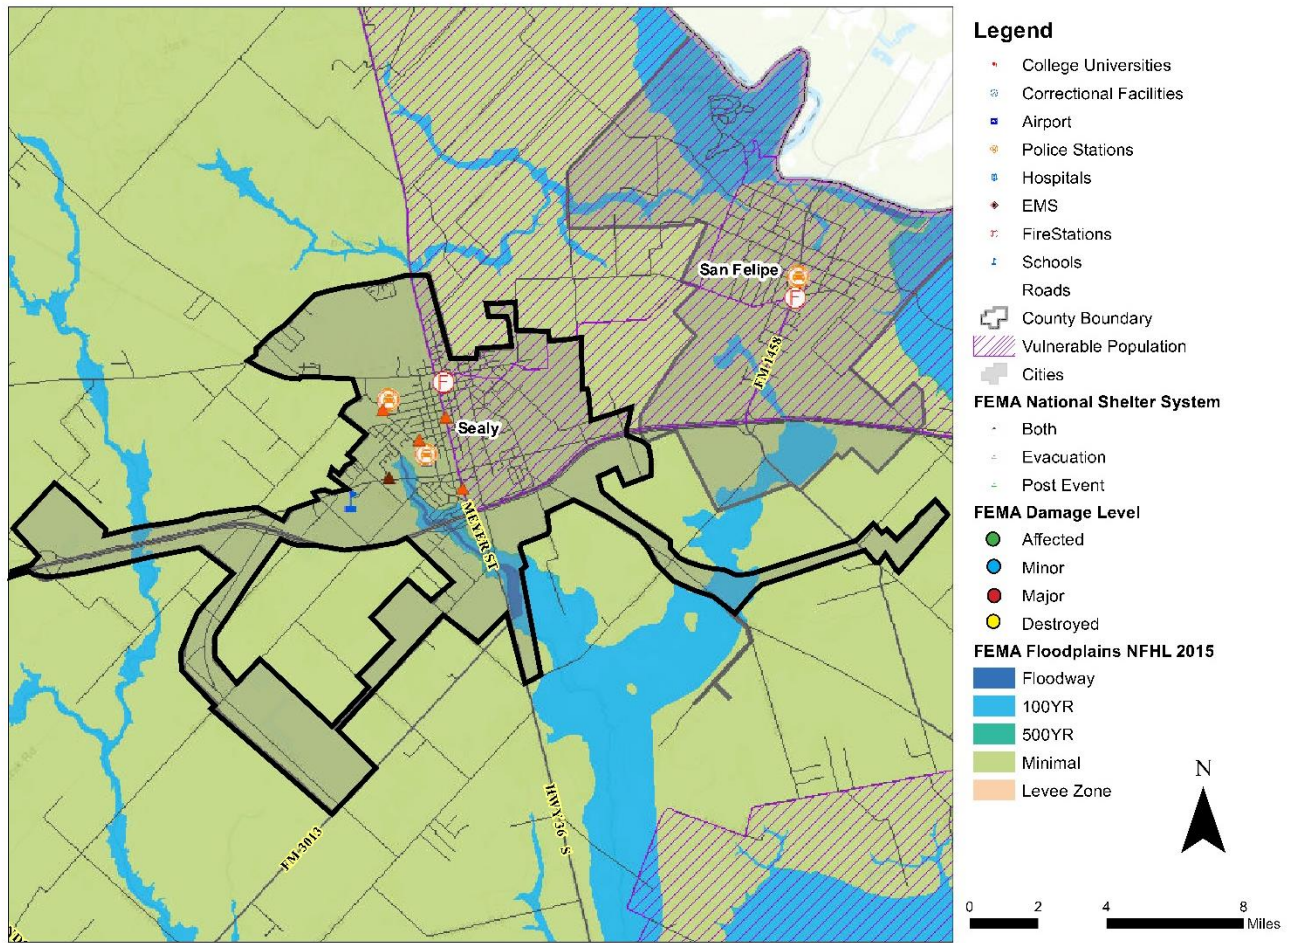 San Felipe
F
FM-1458
F
Sealy
MEYER ST
HWY 36 S
FM-3013
Legend
College Universities
Correctional Facilities
Airport
Police Stations
Hospitals
EMS
FireStations
Schools
Roads
County Boundary
Vulnerable Population
Cities
FEMA National Shelter System
Both
Evacuation
Post Event
FEMA Damage Level
Affected
Minor
Major
Destroyed
FEMA Floodplains NFHL 2015
Floodway
100YR
500YR
Minimal
Levee Zone
N
0 2 4 8
Miles